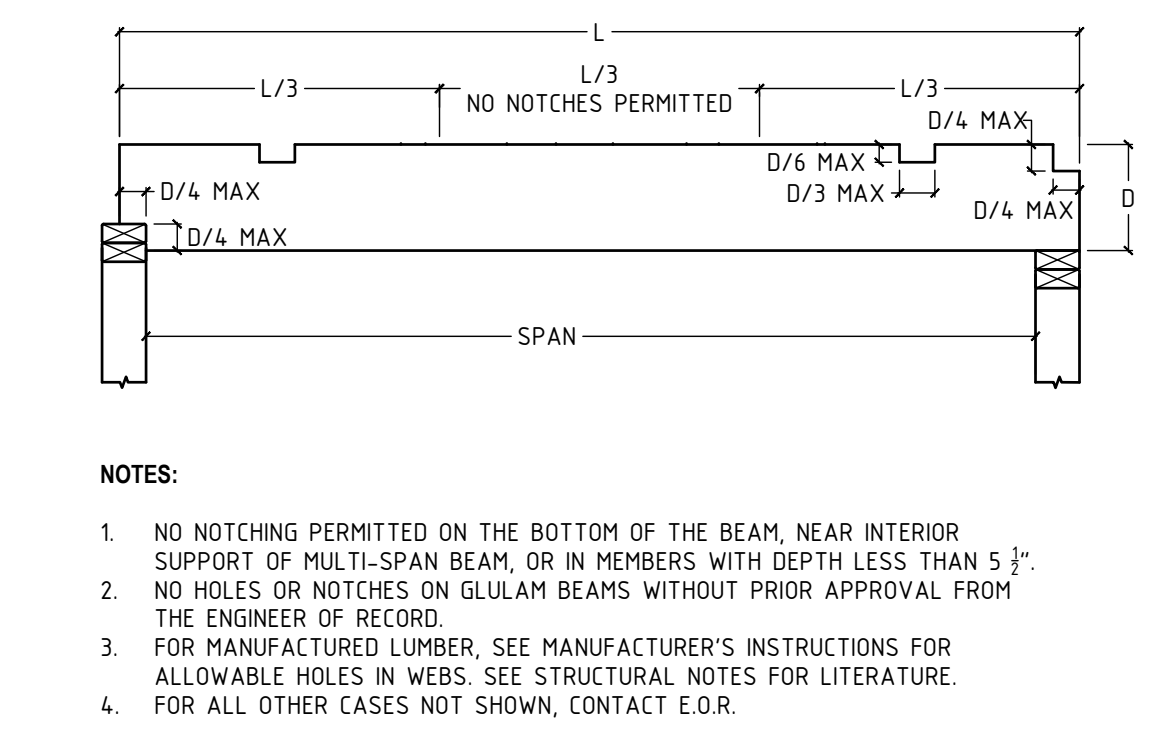 L
L/3
L/3
L/3
NO NOTCHES PERMITTED
D/4 MAX
D/6 MAX
D/3 MAX
D/4 MAX
D/4 MAX
D
D/4 MAX
SPAN
NOTES:
1. NO NOTCHING PERMITTED ON THE BOTTOM OF THE BEAM, NEAR INTERIOR
SUPPORT OF MULTI-SPAN BEAM, OR IN MEMBERS WITH DEPTH LESS THAN 5 ½".
2. NO HOLES OR NOTCHES ON GLULAM BEAMS WITHOUT PRIOR APPROVAL FROM
THE ENGINEER OF RECORD.
3. FOR MANUFACTURED LUMBER, SEE MANUFACTURER'S INSTRUCTIONS FOR
ALLOWABLE HOLES IN WEBS. SEE STRUCTURAL NOTES FOR LITERATURE.
4. FOR ALL OTHER CASES NOT SHOWN, CONTACT E.O.R.